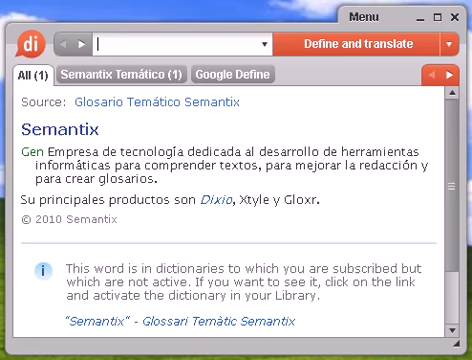 Menu
di
Define and translate
All (1) Semantix Temático (1) Google Define
Source: Glosario Temático Semantix
Semantix
Gen Empresa de tecnología dedicada al desarrollo de herramientas
informáticas para comprender textos, para mejorar la redacción y
para crear glosarios.
Su principales productos son Dixio, Xtyle y Gloxr.
© 2010 Semantix
This word is in dictionaries to which you are subscribed but
which are not active. If you want to see it, click on the link
and activate the dictionary in your Library.
"Semantix" - Glossari Temàtic Semantix